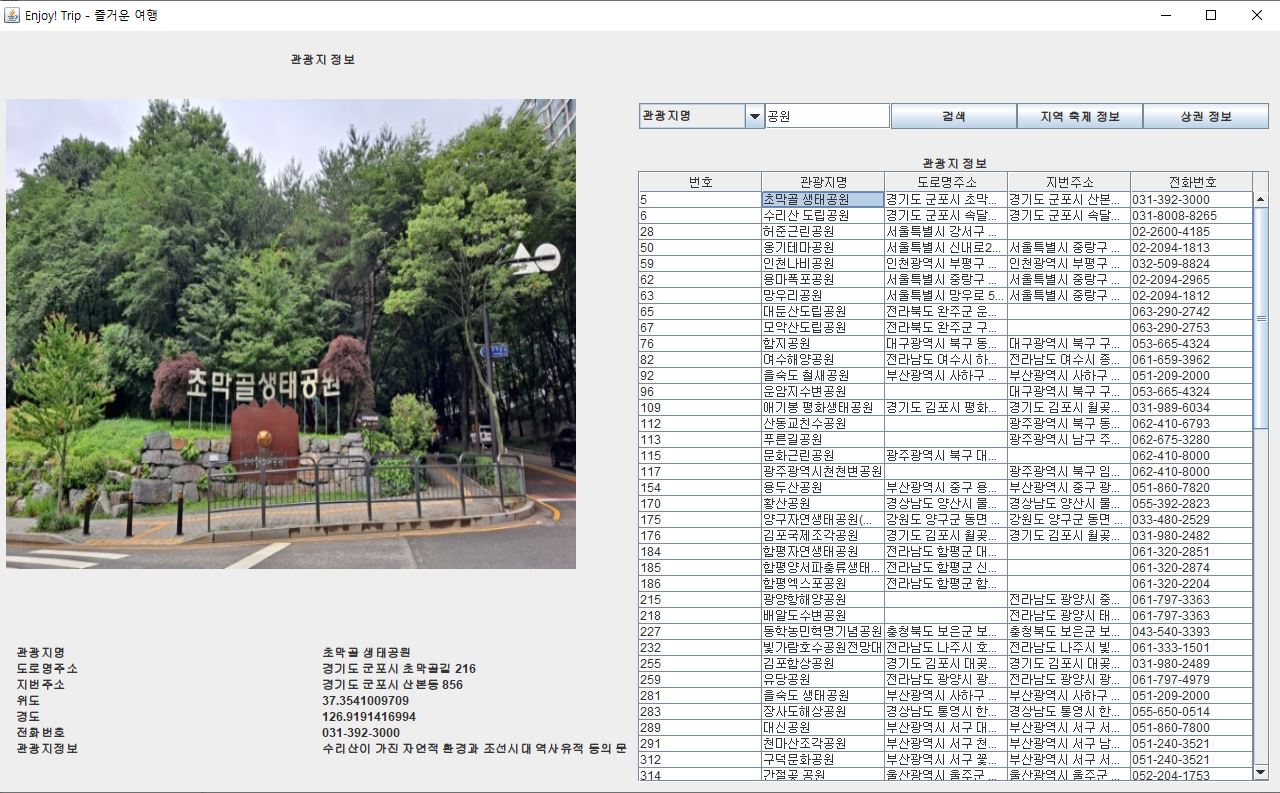 Enjoy! Trip - 즐거운 여행
관광지 정보
초막골생태공원
관광지명 공원 검색 지역 축제 정보 상권 정보
관광지 정보
번호 관광지명 도로명주소 지번주소 전화번호
5 초막골 생태공원 경기도 군포시 초막... 경기도 군포시 산본... 031-392-3000
6 수리산 도립공원 경기도 군포시 속달... 경기도 군포시 속달... 031-8008-8265
28 허준근린공원 서울특별시 강서구 ... 02-2600-4185
50 옹기테마공원 서울특별시 신내로2... 서울특별시 중랑구 ... 02-2094-1813
59 인천나비공원 인천광역시 부평구 ... 인천광역시 부평구 ... 032-509-8824
62 용마폭포공원 서울특별시 중랑구 ... 서울특별시 중랑구 ... 02-2094-2965
63 망우리공원 서울특별시 망우로 5... 서울특별시 중랑구 ... 02-2094-1812
65 대둔산도립공원 전라북도 완주군 운... 063-290-2742
67 모악산도립공원 전라북도 완주군 구... 063-290-2753
76 함지공원 대구광역시 북구 동... 대구광역시 북구 구... 053-665-4324
82 여수해양공원 전라남도 여수시 하... 전라남도 여수시 종... 061-659-3962
92 을숙도 철새공원 부산광역시 사하구 ... 부산광역시 사하구 ... 051-209-2000
96 운암지수변공원 대구광역시 북구 구... 053-665-4324
109 애기봉 평화생태공원 경기도 김포시 평화... 경기도 김포시 월곶... 031-989-6034
112 산동교친수공원 광주광역시 북구 동... 062-410-6793
113 푸른길공원 광주광역시 남구 주... 062-675-3280
115 문화근린공원 광주광역시 북구 대... 062-410-8000
117 광주광역시천천변공원 광주광역시 북구 임... 062-410-8000
154 용두산공원 부산광역시 중구 용... 부산광역시 중구 광... 051-860-7820
170 황산공원 경상남도 양산시 물... 경상남도 양산시 물... 055-392-2823
175 양구자연생태공원(... 강원도 양구군 동면 ... 강원도 양구군 동면 ... 033-480-2529
176 김포국제조각공원 경기도 김포시 월곶... 경기도 김포시 월곶... 031-980-2482
184 함평자연생태공원 전라남도 함평군 대... 061-320-2851
185 함평양서파충류생태... 전라남도 함평군 신... 061-320-2874
186 함평엑스포공원 전라남도 함평군 함... 061-320-2204
215 광양항해양공원 전라남도 광양시 중... 061-797-3363
218 배알도수변공원 전라남도 광양시 태... 061-797-3363
227 동학농민혁명기념공원 충청북도 보은군 보... 충청북도 보은군 보... 043-540-3393
232 빛가람호수공원전망대 전라남도 나주시 호... 전라남도 나주시 빛... 061-333-1501
255 김포함상공원 경기도 김포시 대곶... 경기도 김포시 대곶... 031-980-2489
259 유당공원 전라남도 광양시 광... 전라남도 광양시 광... 061-797-4979
281 을숙도 생태공원 부산광역시 사하구 ... 부산광역시 사하구 ... 051-209-2000
283 장사도해상공원 경상남도 통영시 한... 경상남도 통영시 한... 055-650-0514
289 대신공원 부산광역시 서구 대... 부산광역시 서구 서... 051-860-7800
291 천마산조각공원 부산광역시 서구 천... 부산광역시 서구 남... 051-240-3521
312 구덕문화공원 부산광역시 서구 꽃... 부산광역시 서구 서... 051-240-3521
314 간절곶 공원 울산광역시 울주군 ... 울산광역시 울주군 ... 052-204-1753
관광지명 초막골 생태공원
도로명주소 경기도 군포시 초막골길 216
지번주소 경기도 군포시 산본동 856
위도 37.3541009709
경도 126.9191416994
전화번호 031-392-3000
관광지정보 수리산이 가진 자연적 환경과 조선시대 역사유적 등의 문